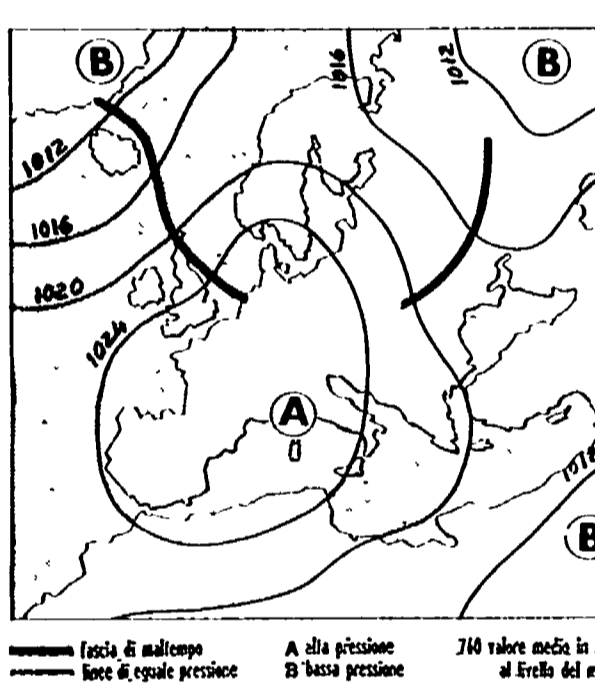 B
B
1016
1012
1012
1016
1020
1024
A
B
fascia di maltempo
A alta pressione
760 valore medio in
linee di eguale pressione
B bassa pressione
al livello del